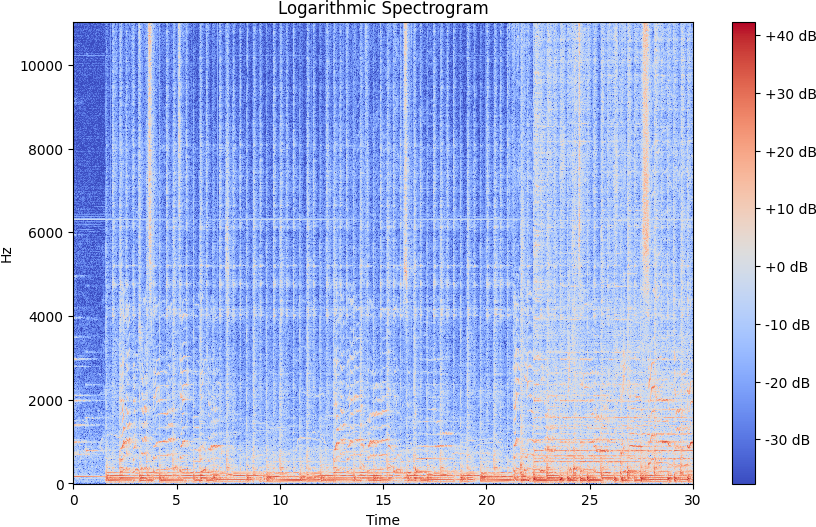 Logarithmic Spectrogram
Hz
10000
8000
6000
4000
2000
0
0 5 10 15 20 25 30
Time
+40 dB
+30 dB
+20 dB
+10 dB
+0 dB
-10 dB
-20 dB
-30 dB